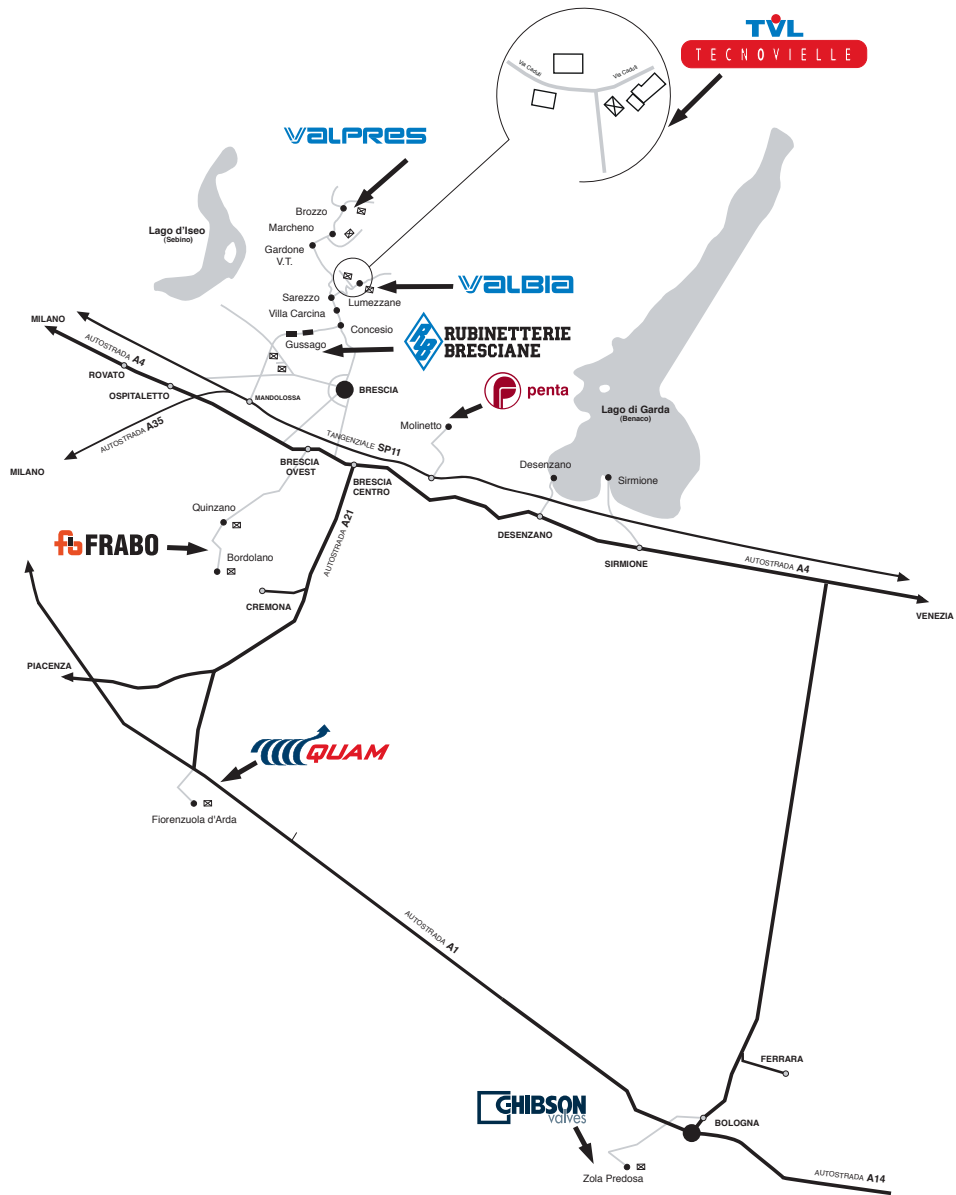 TVL
TECNOVIELLE
Via Caduti
Via Caduti
VALPRES
Brozzo
Marcheno
Gardone
V.T.
Lago d'Iseo
(Sebino)
Sarezzo
Lumezzane
Villa Carcina
Concesio
Gussago
VALBIA
RUB
RUBINETTERIE
BRESCIANE
MILANO
AUTOSTRADA A4
ROVATO
OSPITALETTO
MANDOLOSSA
BRESCIA
penta
Molinetto
Lago di Garda
(Benaco)
AUTOSTRADA A35
MILANO
TANGENZIALE SP11
BRESCIA
OVEST
BRESCIA
CENTRO
Desenzano
Sirmione
Quinzano
DESENZANO
SIRMIONE
AUTOSTRADA A4
VENEZIA
FRABO
Bordolano
AUTOSTRADA A21
CREMONA
PIACENZA
QUAM
Fiorenzuola d'Arda
AUTOSTRADA A1
FERRARA
GHIBSON
valves
BOLOGNA
Zola Predosa
AUTOSTRADA A14